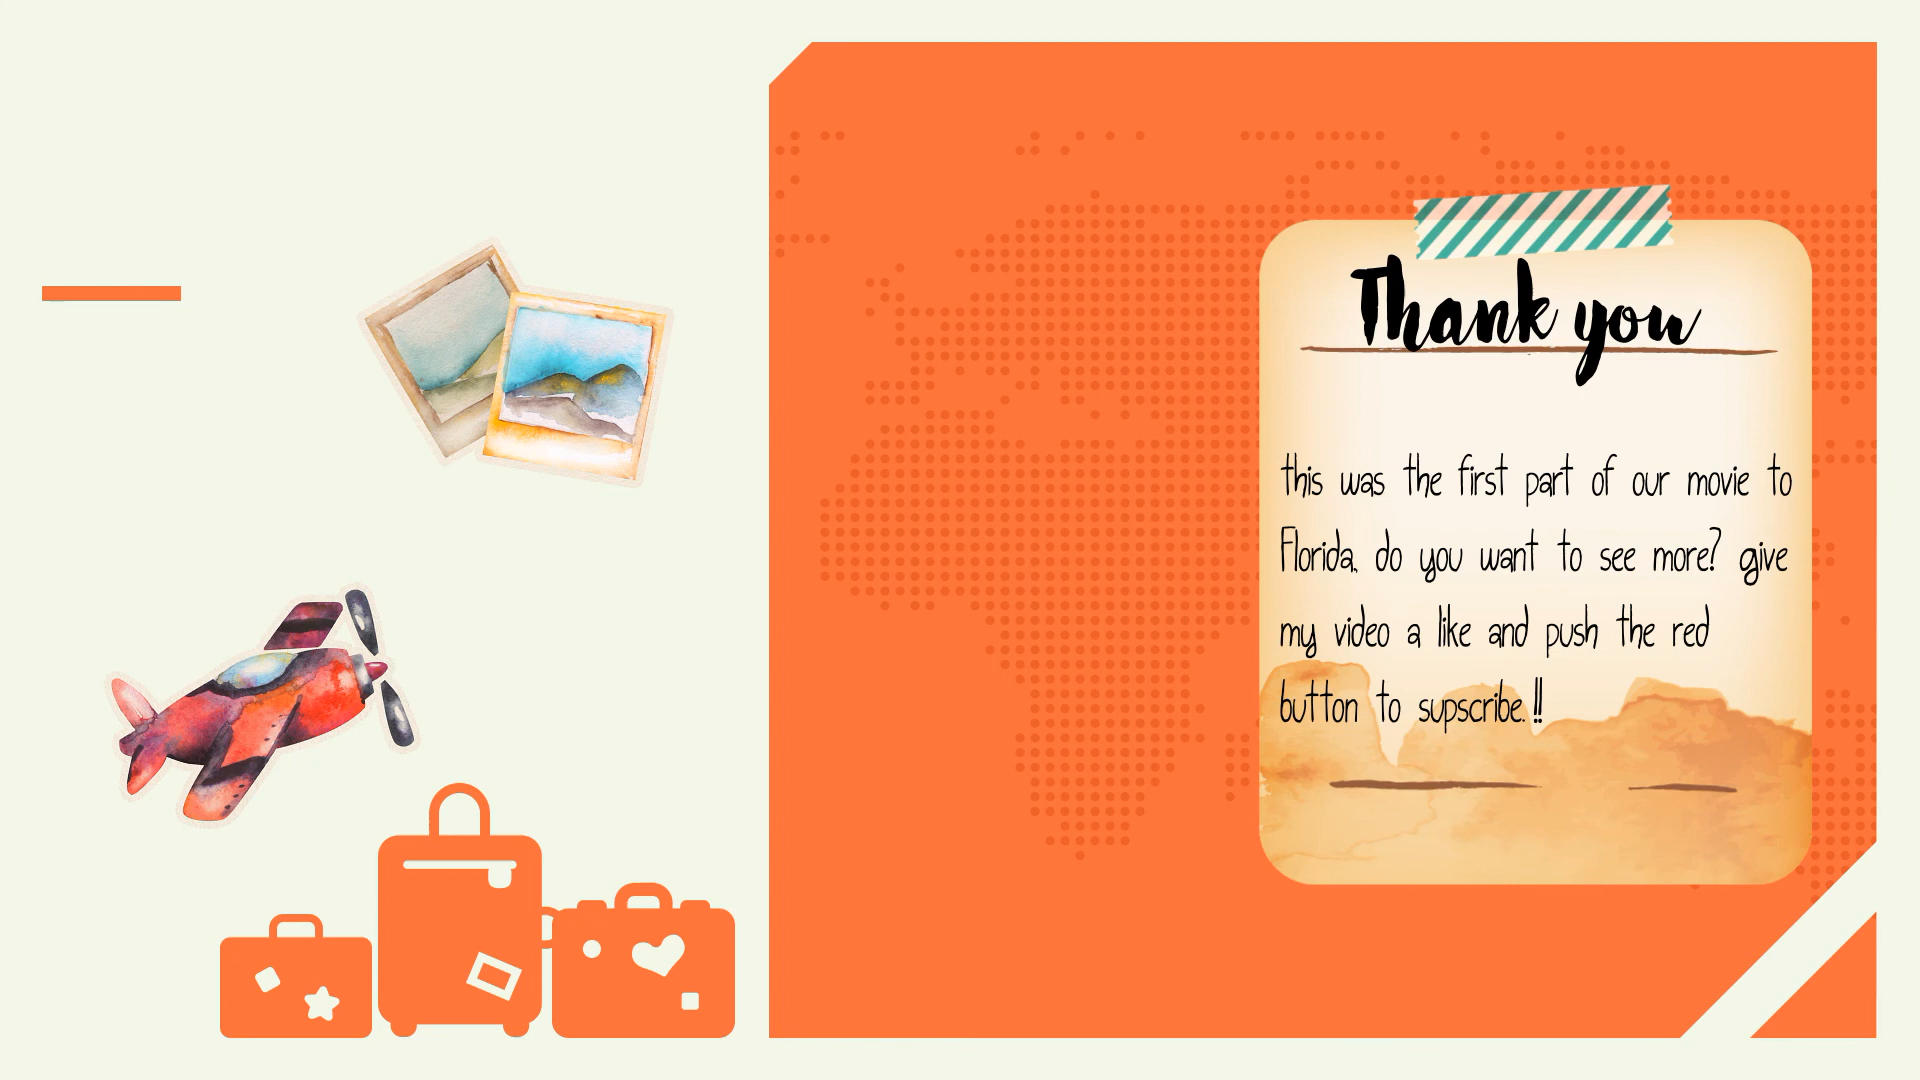 Thank you
this was the first part of our movie to
Florida. do you want to see more? give
my video a like and push the red
button to supscribe.!!